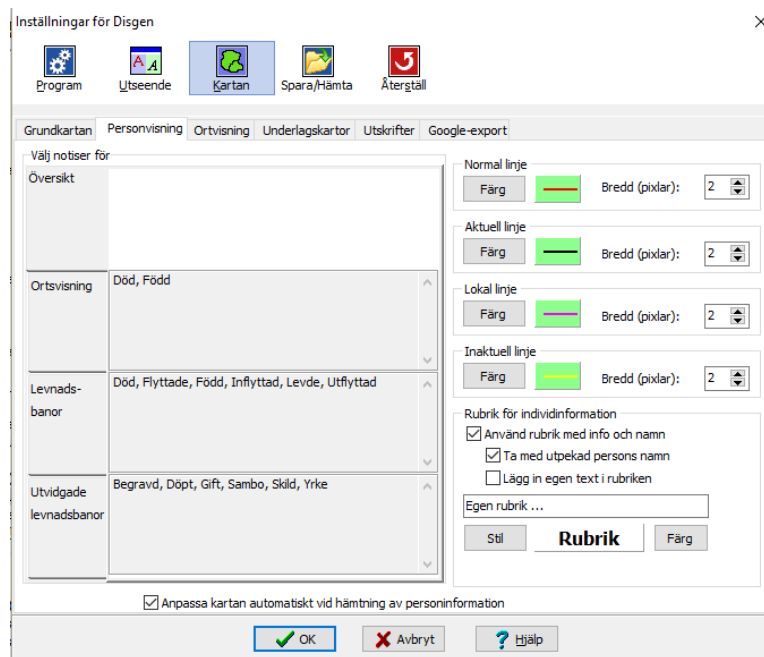 Inställningar för Disgen
Program
Utseende
Kartan
Spara/Hämta
Återställ
Grundkartan
Personvisning
Ortvisning
Underlagskartor
Utskrifter
Google-export
Välj notiser för
Översikt
Ortsvisning
Död, Född
Levnads-
banor
Död, Flyttade, Född, Inflyttad, Levde, Utflyttad
Utvidgade
levnadsbanor
Begravd, Döpt, Gift, Sambo, Skild, Yrke
Normal linje
Färg
Bredd (pixlar):
2
Aktuell linje
Färg
Bredd (pixlar):
2
Lokal linje
Färg
Bredd (pixlar):
2
Inaktuell linje
Färg
Bredd (pixlar):
2
Rubrik för individinformation
Använd rubrik med info och namn
Ta med utpekad persons namn
Lägg in egen text i rubriken
Egen rubrik ...
Stil
Rubrik
Färg
Anpassa kartan automatiskt vid hämtning av personinformation
OK
Avbryt
Hjälp